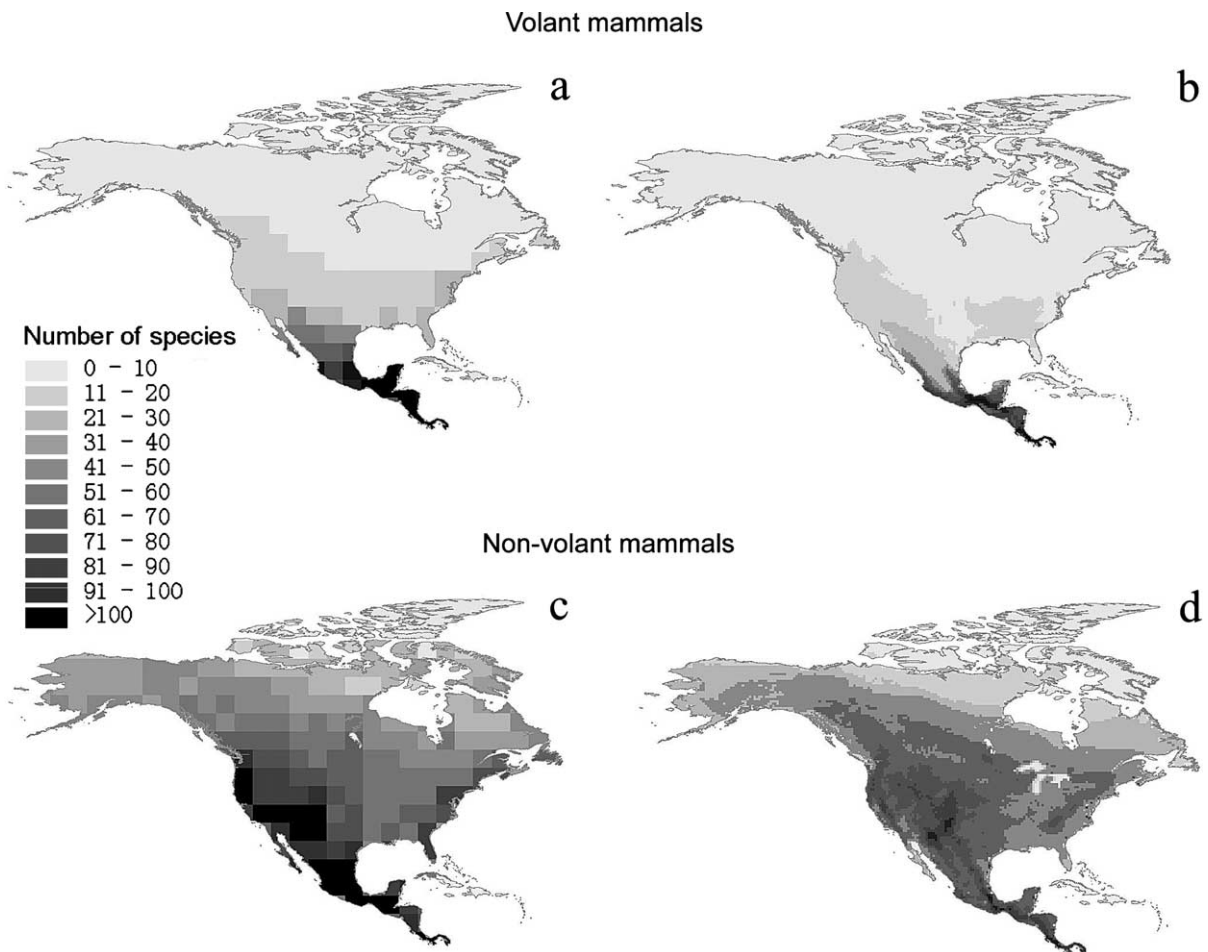 Volant mammals
a
b
Number of species
0 - 10
11 - 20
21 - 30
31 - 40
41 - 50
51 - 60
61 - 70
71 - 80
81 - 90
91 - 100
>100
Non-volant mammals
c
d